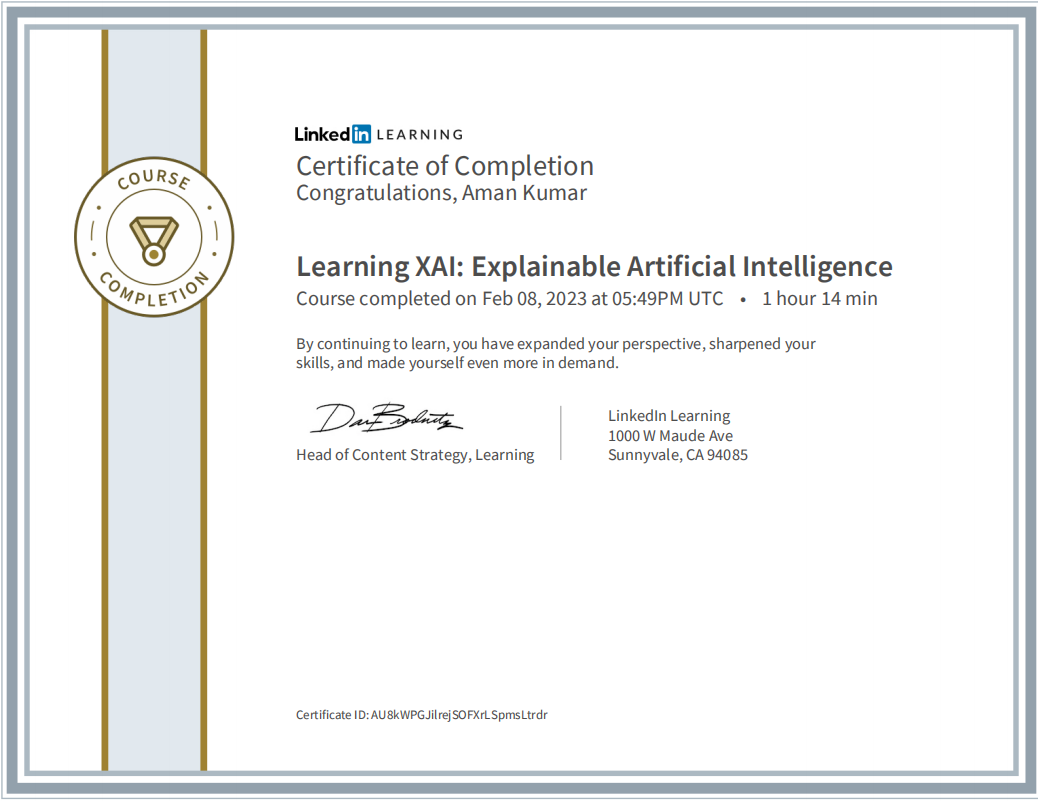 COURSE
COMPLETION
Linked in LEARNING
Certificate of Completion
Congratulations, Aman Kumar
Learning XAI: Explainable Artificial Intelligence
Course completed on Feb 08, 2023 at 05:49PM UTC • 1 hour 14 min
By continuing to learn, you have expanded your perspective, sharpened your
skills, and made yourself even more in demand.
Head of Content Strategy, Learning
LinkedIn Learning
1000 W Maude Ave
Sunnyvale, CA 94085
Certificate ID: AU8kWPGJilrejSOFXrLSpmsLtrdr